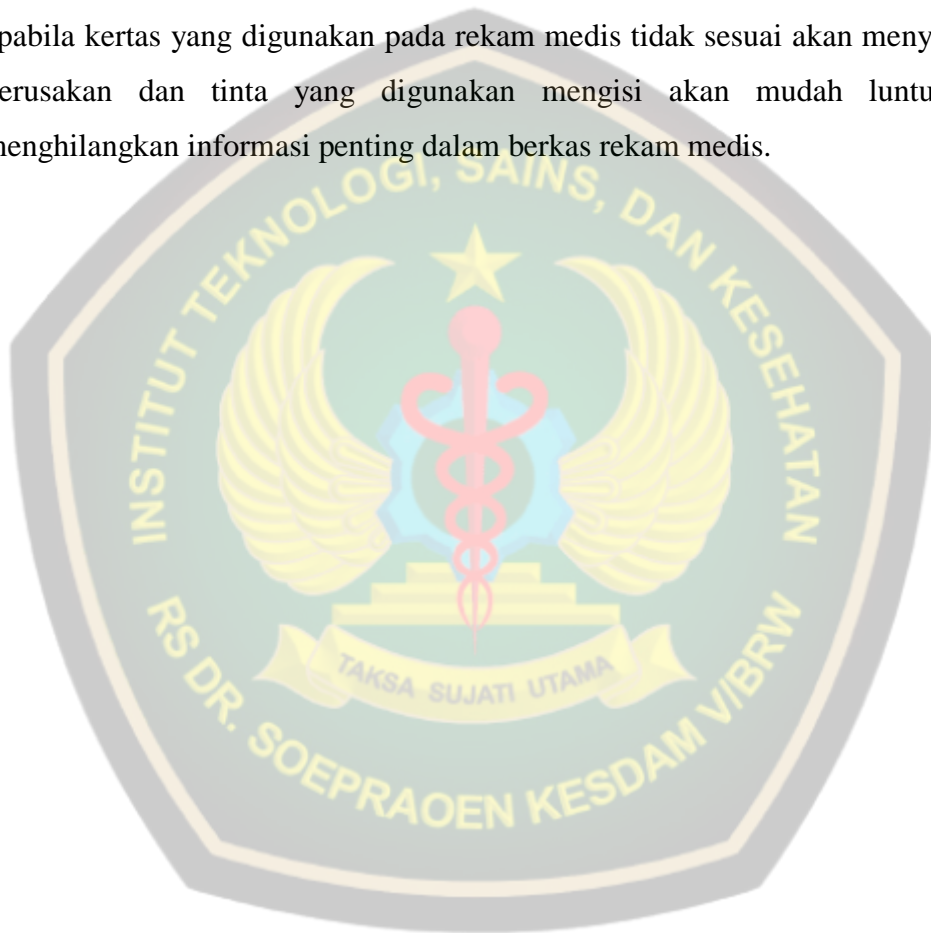 pabila kertas yang digunakan pada rekam medis tidak sesuai akan meny
erusakan dan tinta yang digunakan mengisi akan mudah luntu
nenghilangkan informasi penting dalam berkas rekam medis.
INSTITUT TEKNOLOGI, SAINS, DAN KESEHATAN
TAKSA SUJATI UTAMA
RS DR. SOEPRAOEN KESDAM V/BRW